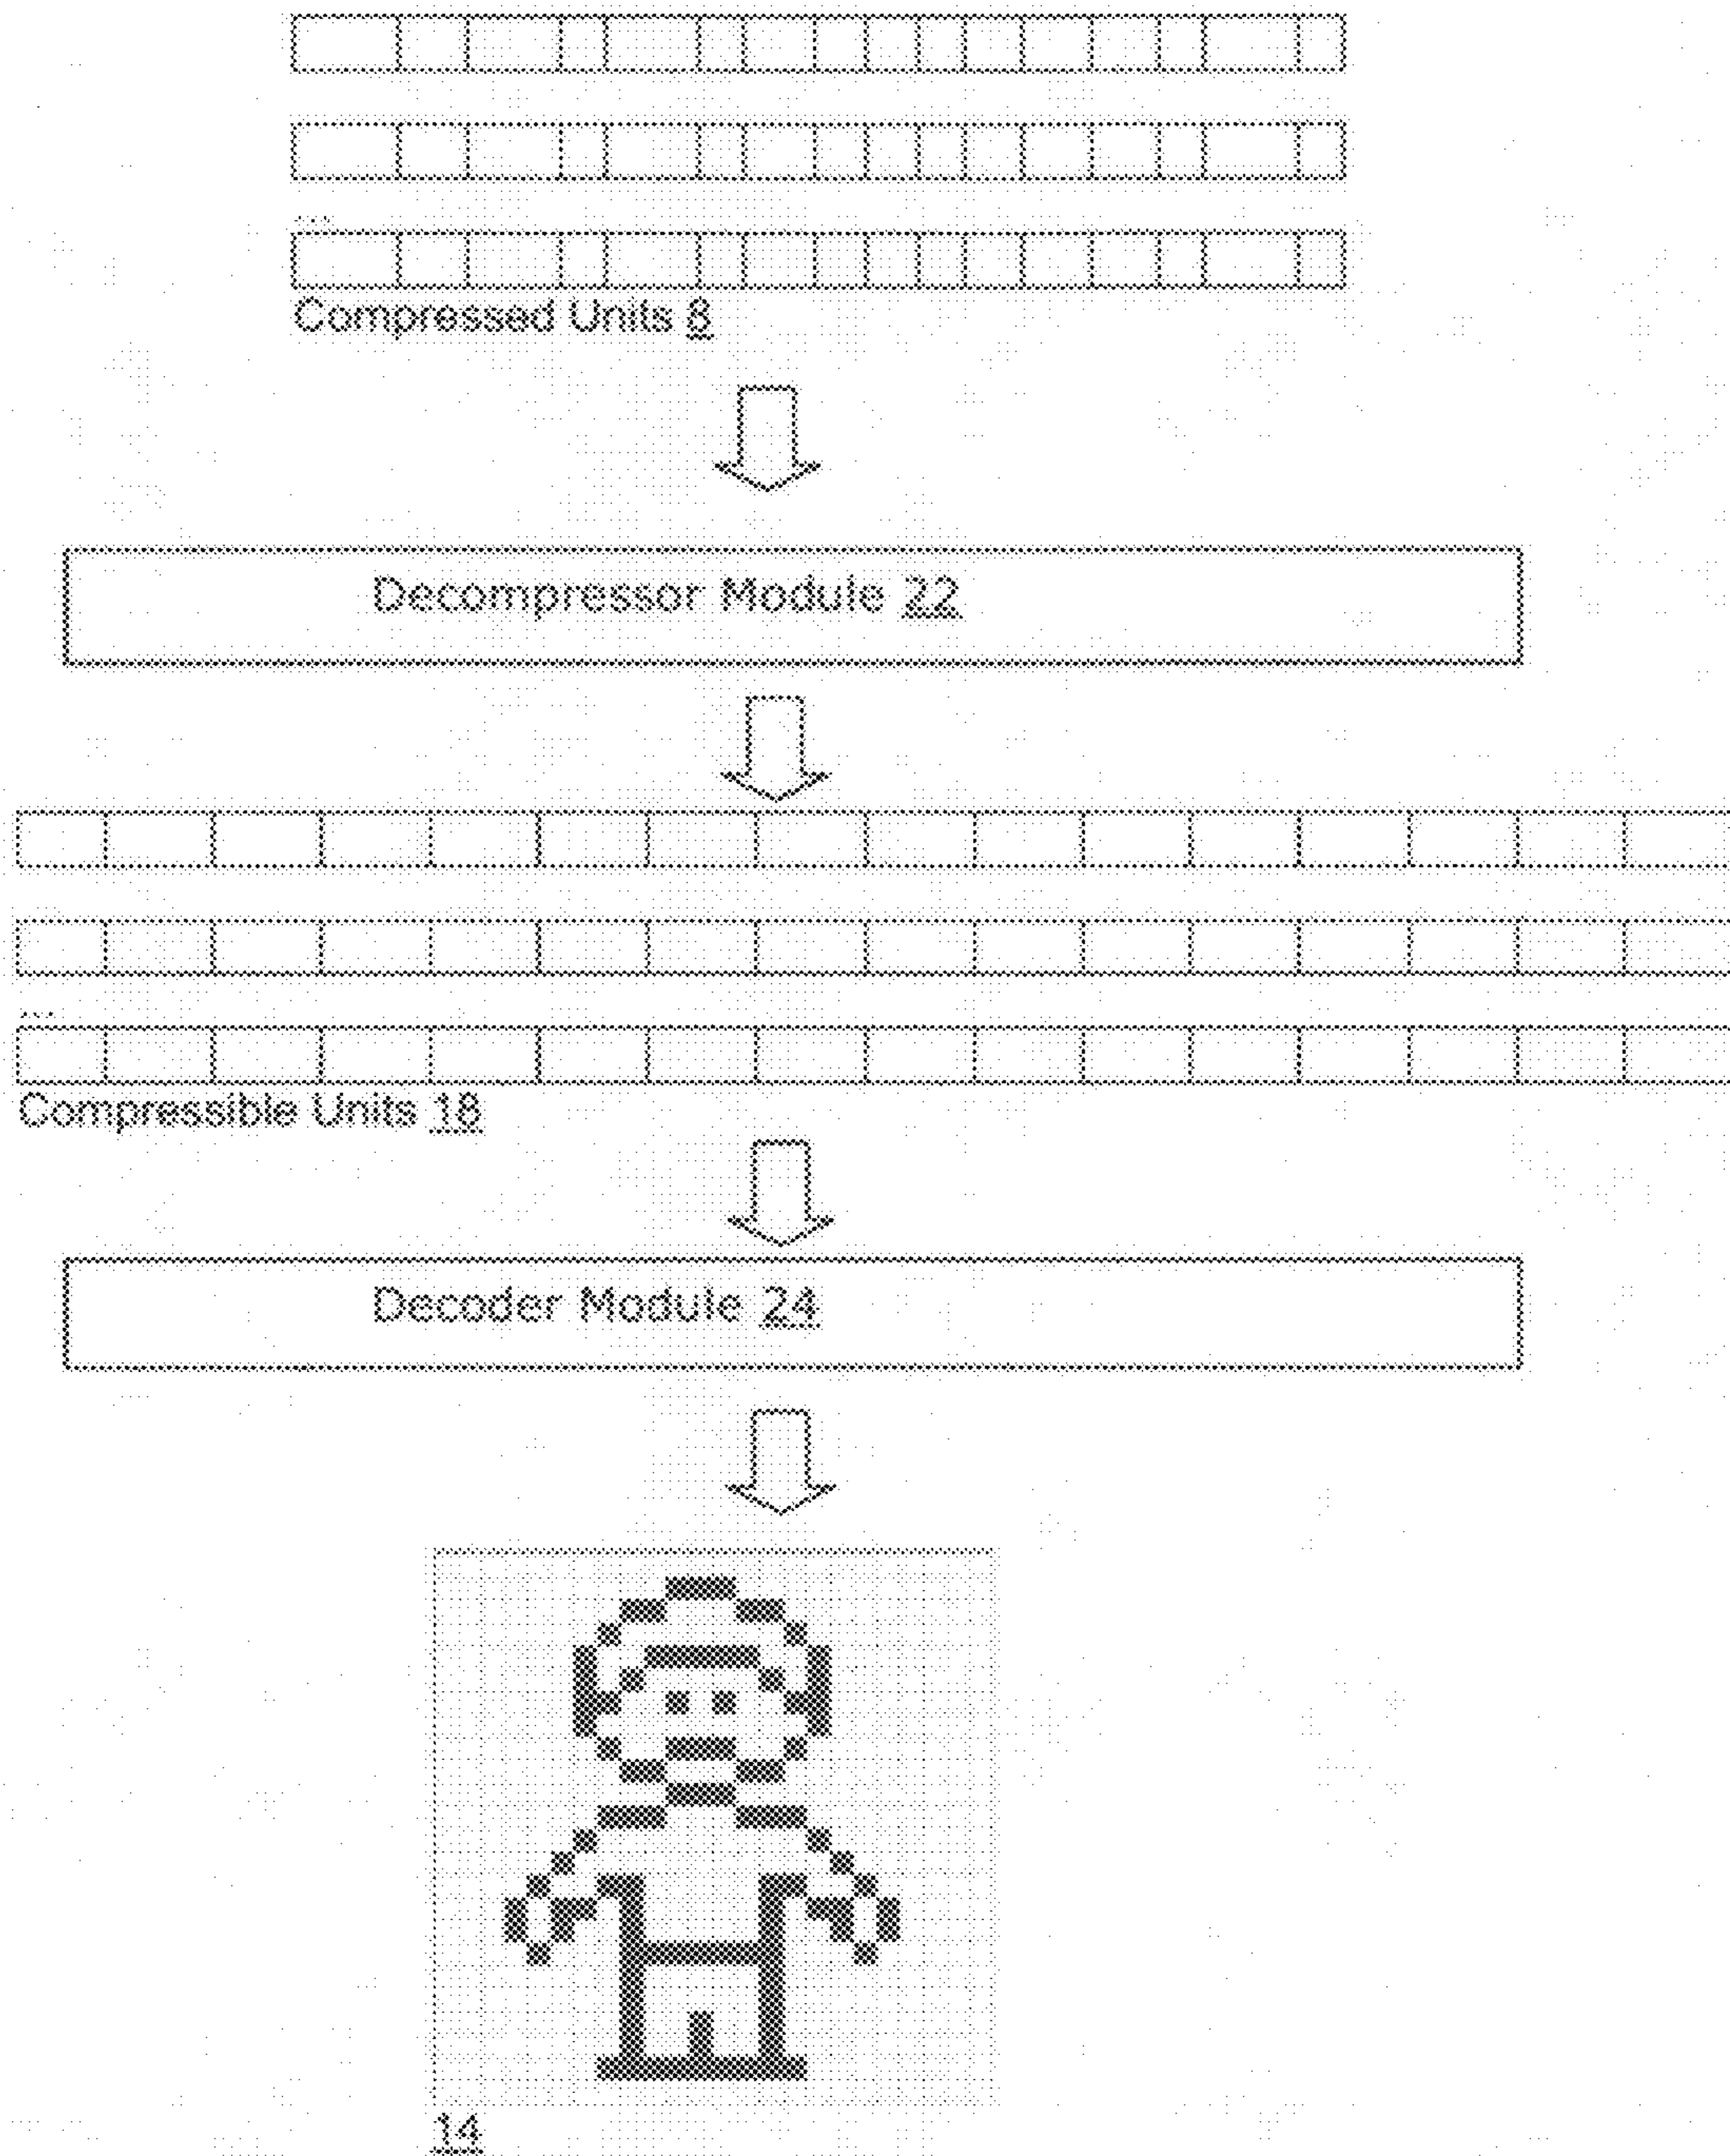 ...
Compressed Units 8
Decompressor Module 22
...
Compressible Units 18
Decoder Module 24
14